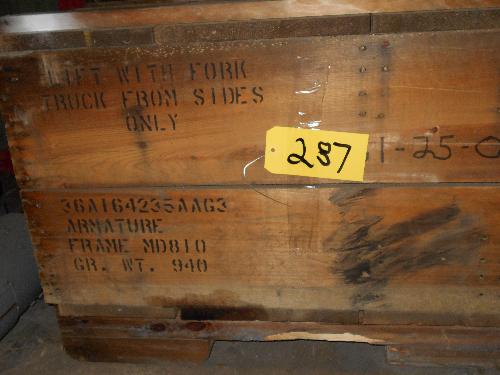 LIFT WITH FORK
TRUCK FROM SIDES
ONLY
287
1-25-0
36A164235AAG3
ARMATURE
FRAME MD810
GR. WT. 940